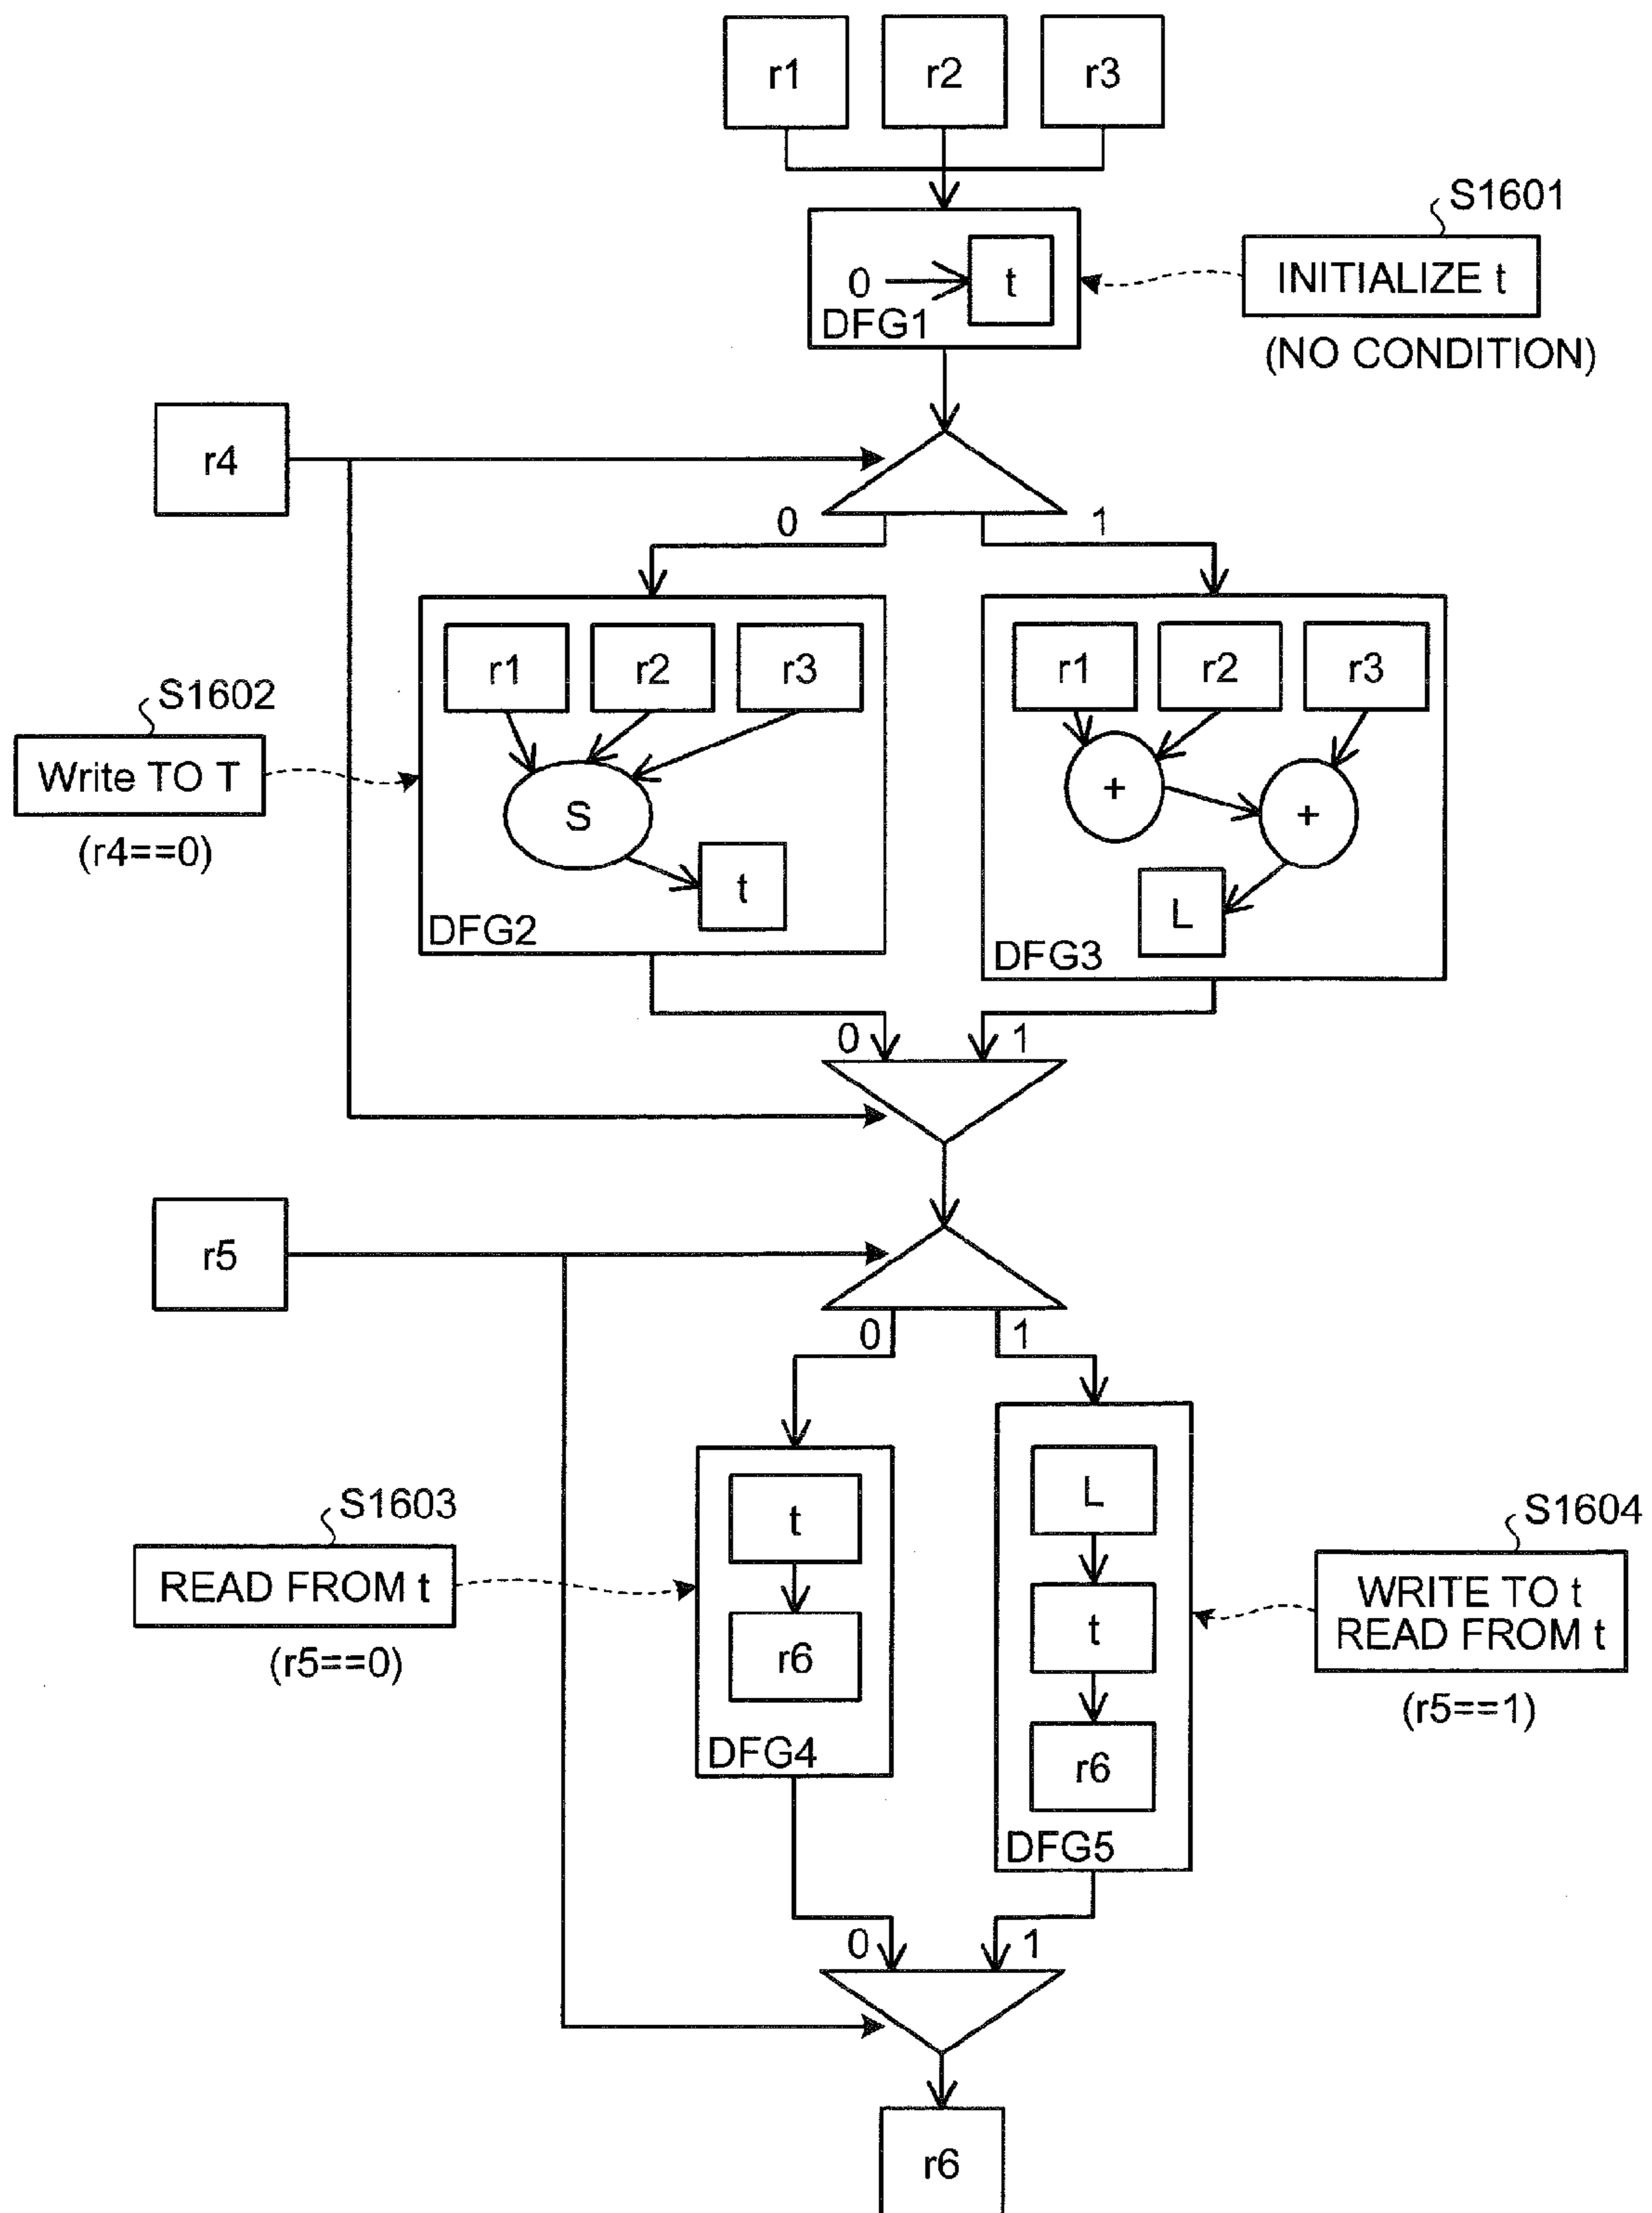 r1 r2 r3
S1601
0 t INITIALIZE t
DFG1
(NO CONDITION)
r4
0 1
r1 r2 r3 r1 r2 r3
S1602
Write TO T
(r4==0)
S + +
t L
DFG2 DFG3
0 1
r5
0 1
L
t
S1603 S1604
READ FROM t
(r5==0)
WRITE TO t
READ FROM t
(r5==1)
t
r6
DFG4
r6
DFG5
0 1
r6